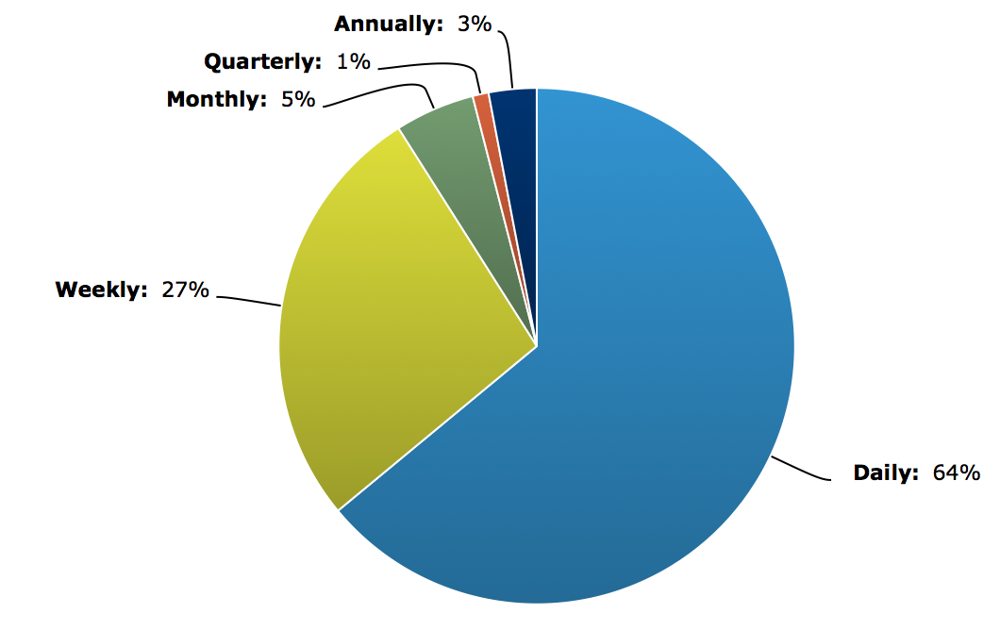 Annually: 3%
Quarterly: 1%
Monthly: 5%
Weekly: 27%
Daily: 64%